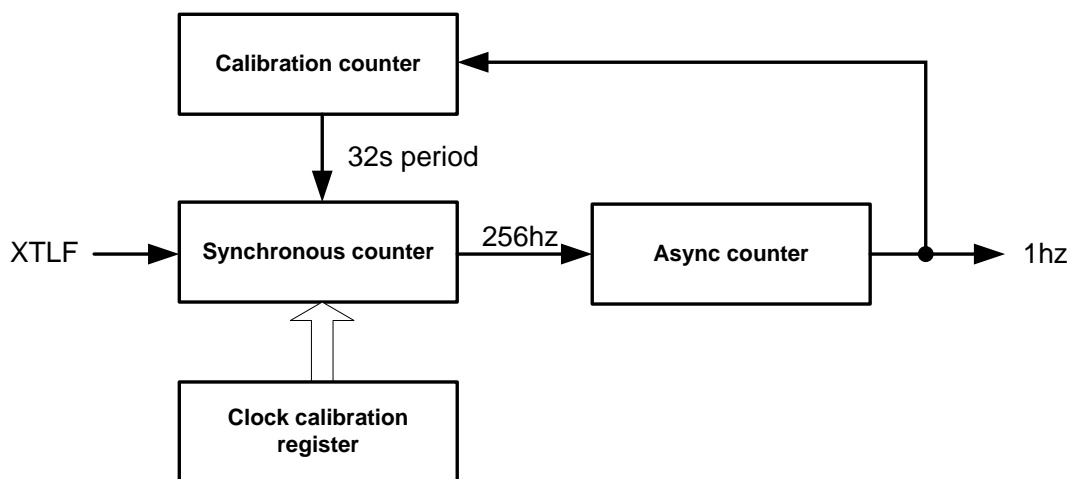 Calibration counter
32s period
XTLF
Synchronous counter
256hz
Async counter
1hz
Clock calibration
register